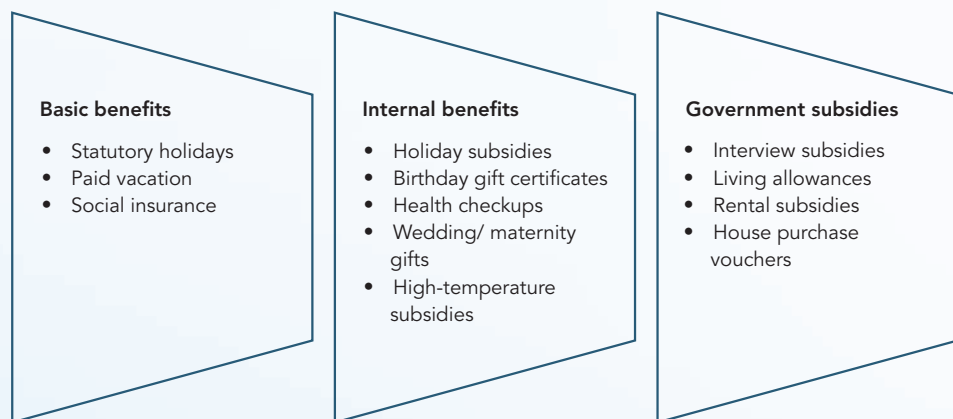 Basic benefits
• Statutory holidays
• Paid vacation
• Social insurance
Internal benefits
• Holiday subsidies
• Birthday gift certificates
• Health checkups
• Wedding/ maternity
gifts
• High-temperature
subsidies
Government subsidies
• Interview subsidies
• Living allowances
• Rental subsidies
• House purchase
vouchers